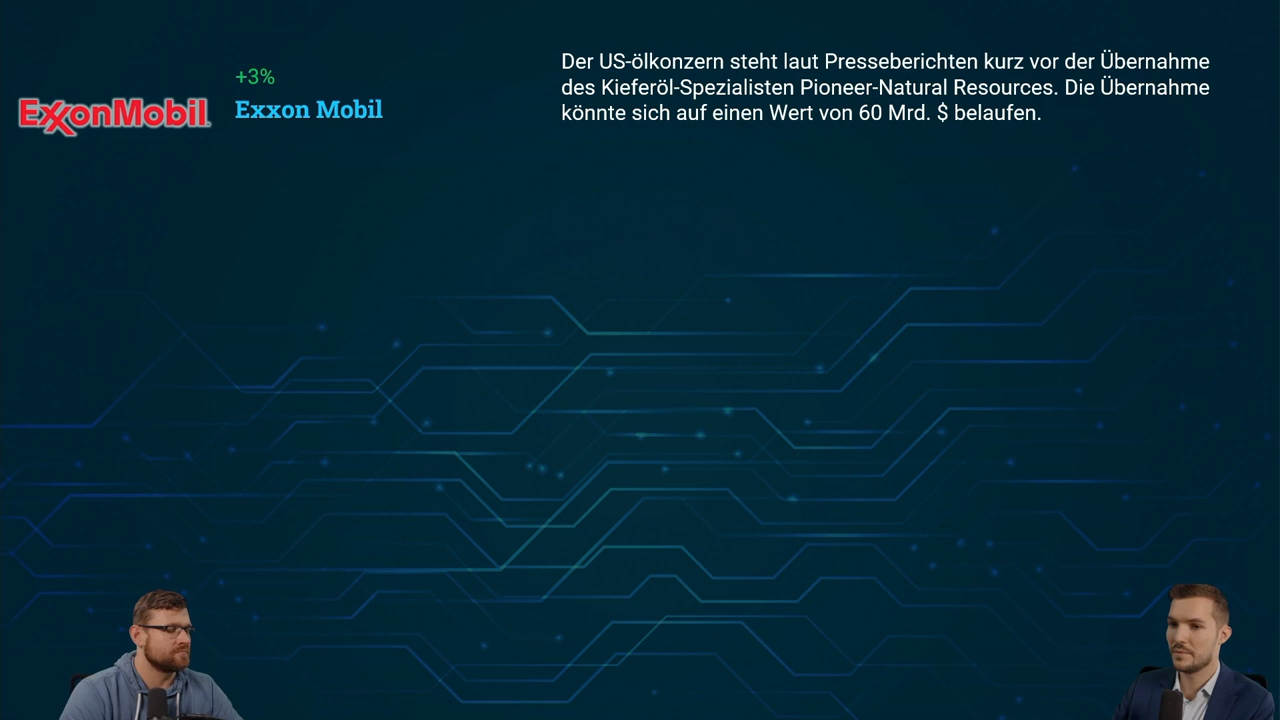 ExxonMobil
+3%
Exxon Mobil
Der US-ölkonzern steht laut Presseberichten kurz vor der Übernahme
des Kieferöl-Spezialisten Pioneer-Natural Resources. Die Übernahme
könnte sich auf einen Wert von 60 Mrd. $ belaufen.